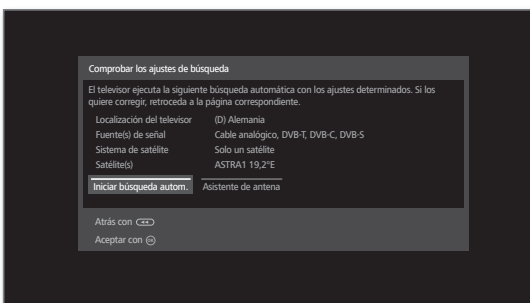 Comprobar los ajustes de búsqueda
El televisor ejecuta la siguiente búsqueda automática con los ajustes determinados. Si los
quiere corregir, retroceda a la página correspondiente.
Localización del televisor (D) Alemania
Fuente(s) de señal Cable analógico, DVB-T, DVB-C, DVB-S
Sistema de satélite Solo un satélite
Satélite(s) ASTRA1 19,2°E
Iniciar búsqueda autom. Asistente de antena
Atrás con
Aceptar con OK